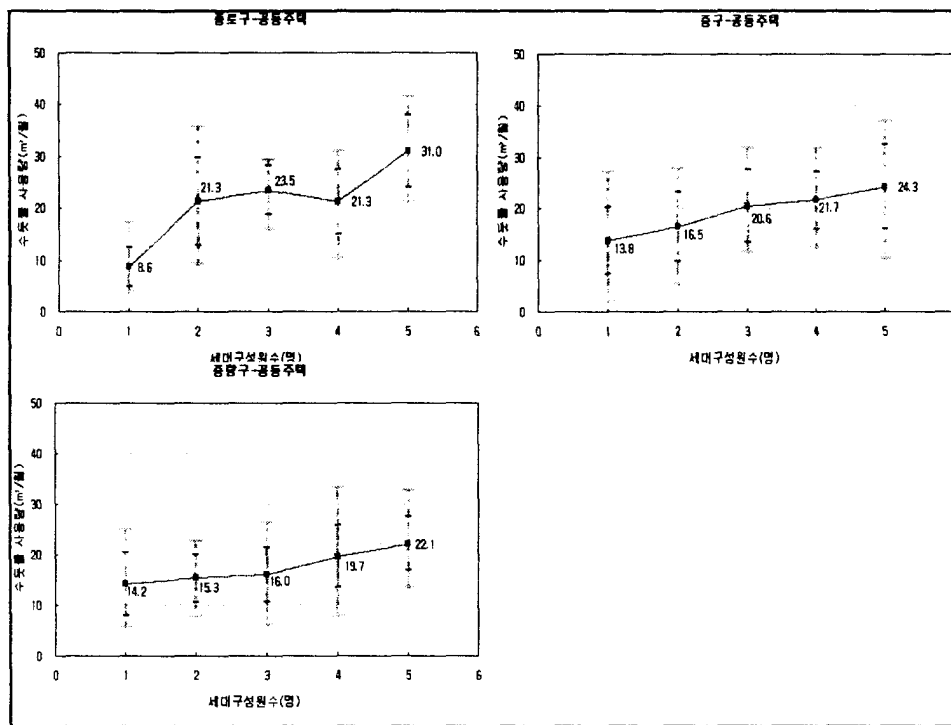 종로구-공동주택
수돗물 사용량(㎥/월)
50
40
30
20
10
0
8.6
21.3
23.5
21.3
31.0
0 1 2 3 4 5 6
세대구성원수(명)
중구-공동주택
수돗물 사용량(㎥/월)
50
40
30
20
10
0
13.8
16.5
20.6
21.7
24.3
0 1 2 3 4 5
세대구성원수(명)
중랑구-공동주택
수돗물 사용량(㎥/월)
50
40
30
20
10
0
14.2
15.3
16.0
19.7
22.1
0 1 2 3 4 5 6
세대구성원수(명)